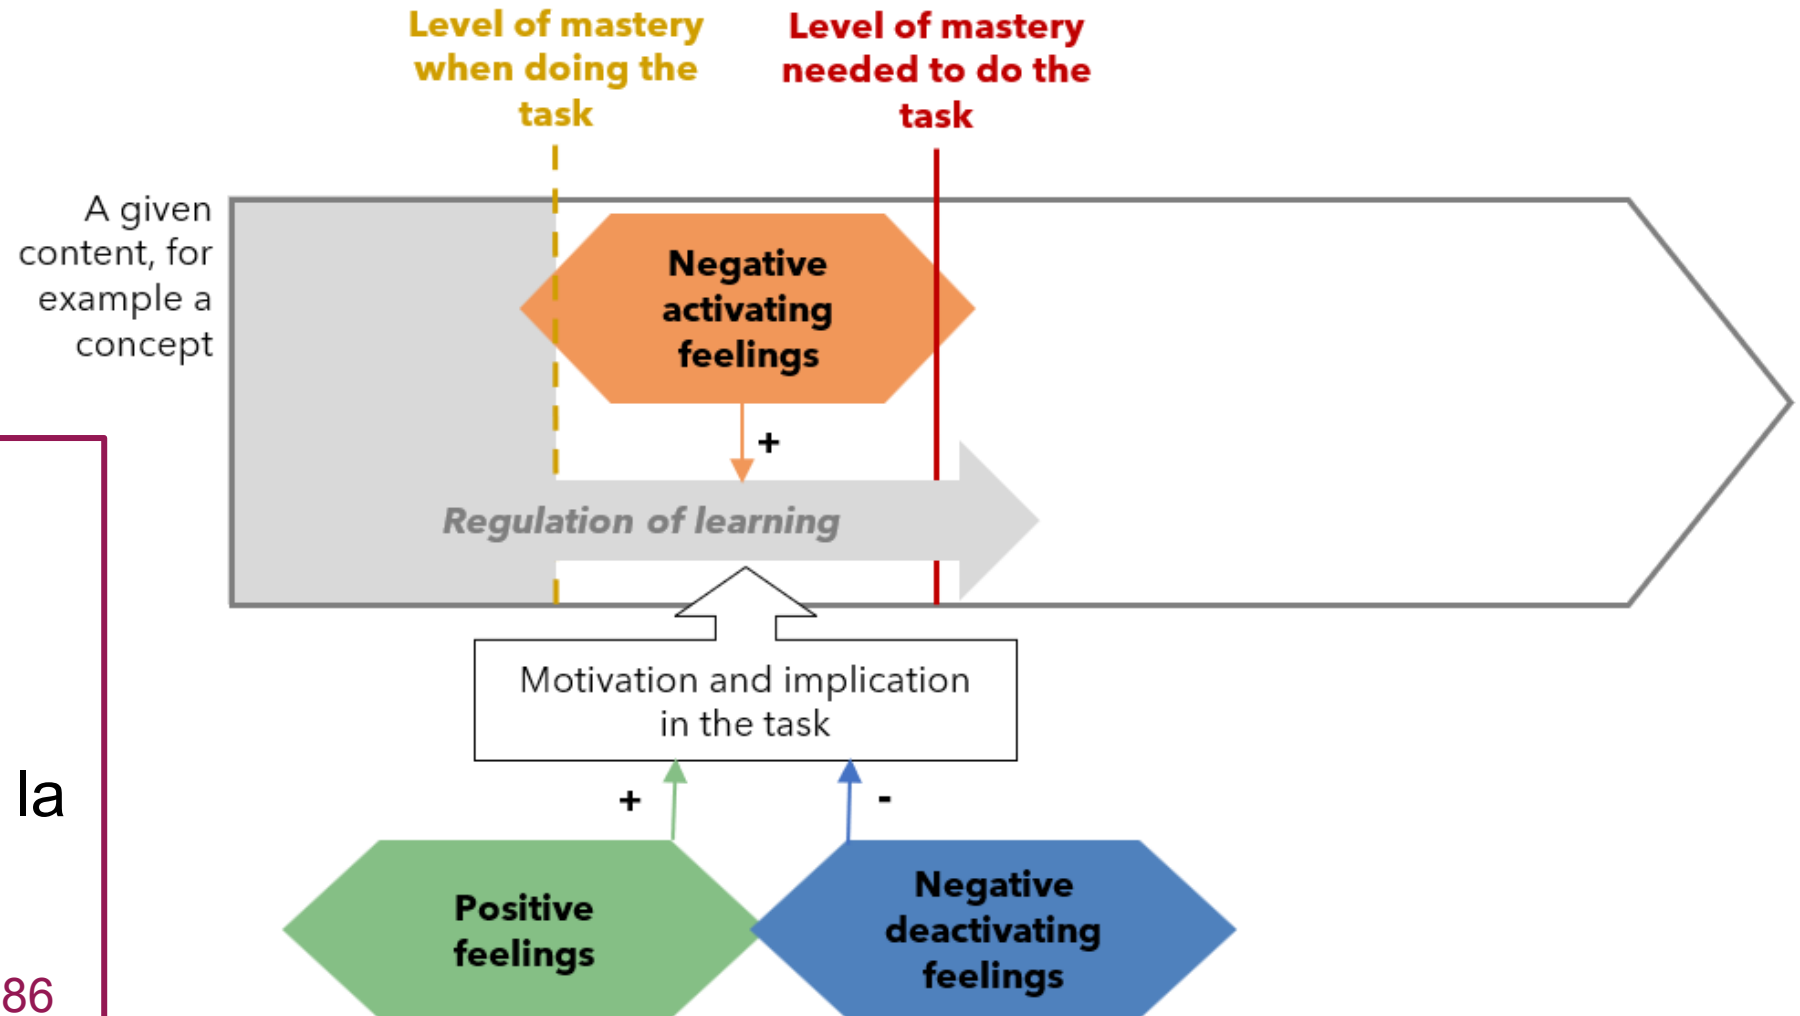 Level of mastery
when doing the
task
Level of mastery
needed to do the
task
A given
content, for
example a
concept
Negative
activating
feelings
+
Regulation of learning
Motivation and implication
in the task
+
-
la
Positive
feelings
Negative
deactivating
feelings
86